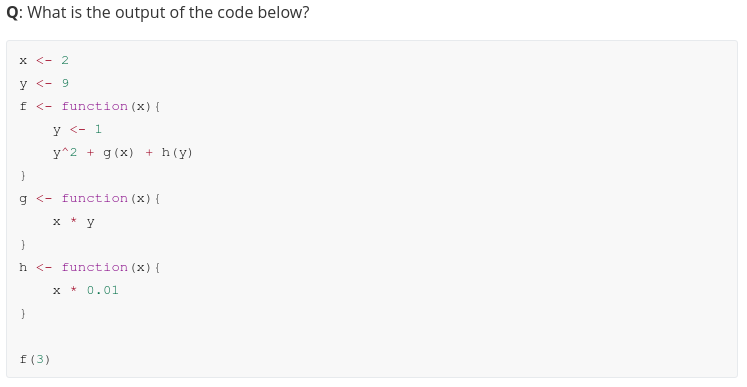 Q: What is the output of the code below?
x <- 2
y <- 9
f <- function(x){
    y <- 1
    y^2 + g(x) + h(y)
}
g <- function(x){
    x * y
}
h <- function(x){
    x * 0.01
}
f(3)